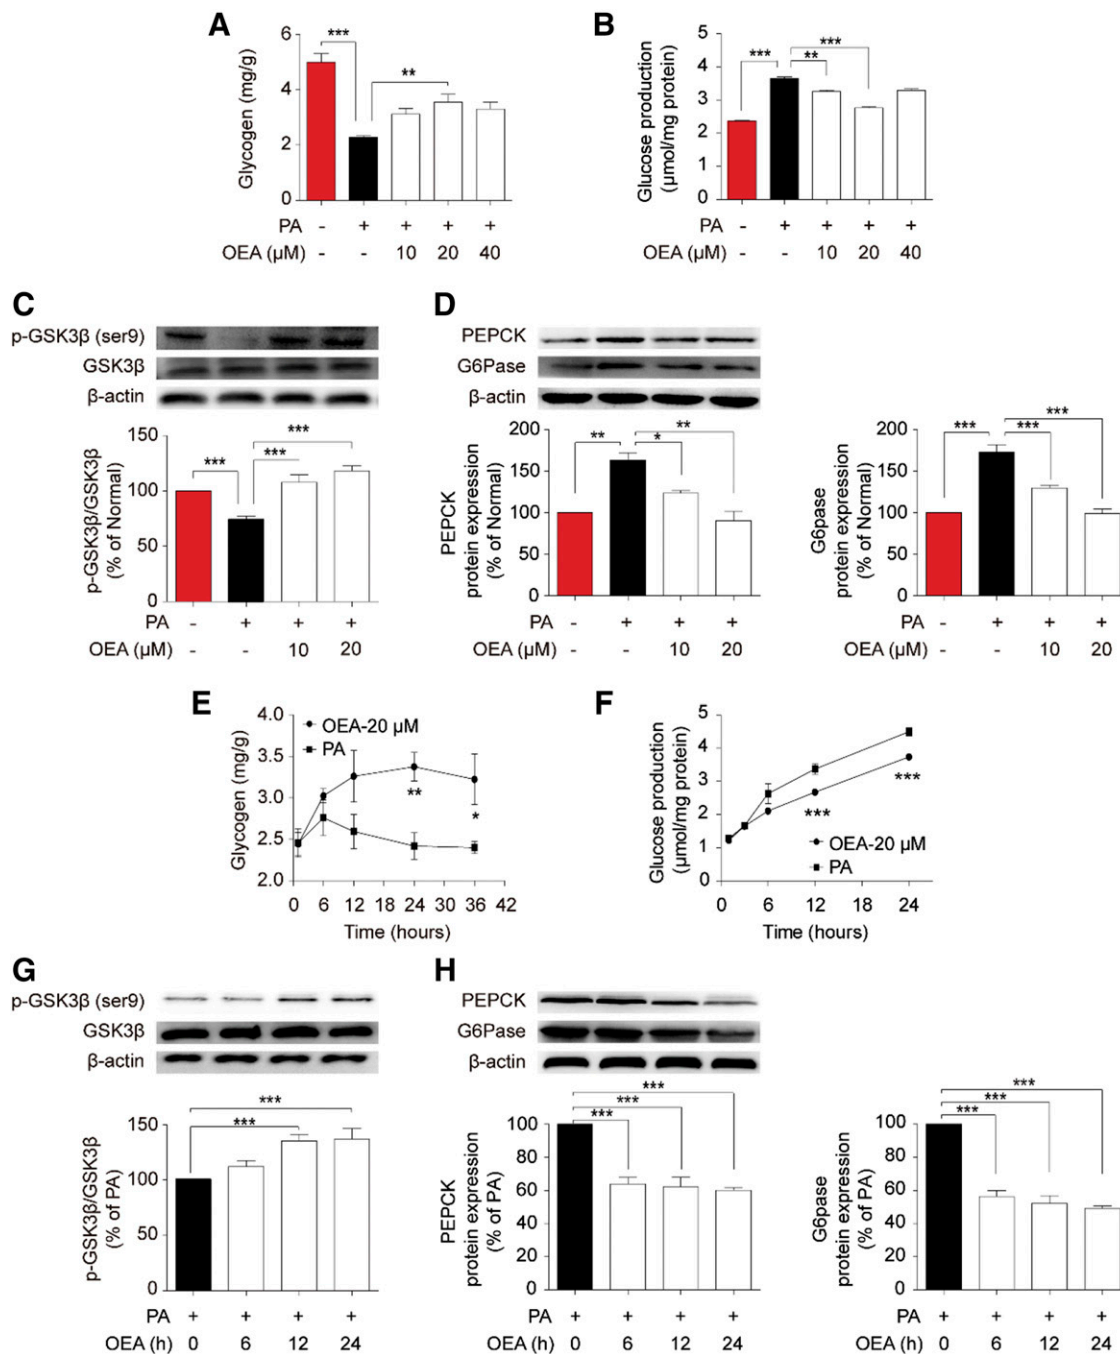 A
Glycogen (mg/g)
6
4
2
0
***
**
PA - + + + +
OEA (µM) - - 10 20 40
B
Glucose production
(µmol/mg protein)
5
4
3
2
1
0
***
***
**
PA - + + + +
OEA (µM) - - 10 20 40
C
p-GSK3β (ser9)
GSK3β
β-actin
p-GSK3β/GSK3β
(% of Normal)
150
100
50
0
***
***
***
PA - + + +
OEA (µM) - - 10 20
D
PEPCK
G6Pase
β-actin
PEPCK
protein expression
(% of Normal)
200
150
100
50
0
**
**
*
PA - + + +
OEA (µM) - - 10 20
G6pase
protein expression
(% of Normal)
200
150
100
50
0
***
***
***
PA - + + +
OEA (µM) - - 10 20
E
Glycogen (mg/g)
4.0
3.5
3.0
2.5
2.0
OEA-20 µM
PA
**
*
0 6 12 18 24 30 36 42
Time (hours)
F
Glucose production
(µmol/mg protein)
5
4
3
2
1
0
***
***
OEA-20 µM
PA
0 6 12 18 24
Time (hours)
G
p-GSK3β (ser9)
GSK3β
β-actin
p-GSK3β/GSK3β
(% of PA)
150
100
50
0
***
***
PA + + + +
OEA (h) 0 6 12 24
H
PEPCK
G6Pase
β-actin
PEPCK
protein expression
(% of PA)
100
80
60
40
20
0
***
***
***
PA + + + +
OEA (h) 0 6 12 24
G6pase
protein expression
(% of PA)
100
80
60
40
20
0
***
***
***
PA + + + +
OEA (h) 0 6 12 24